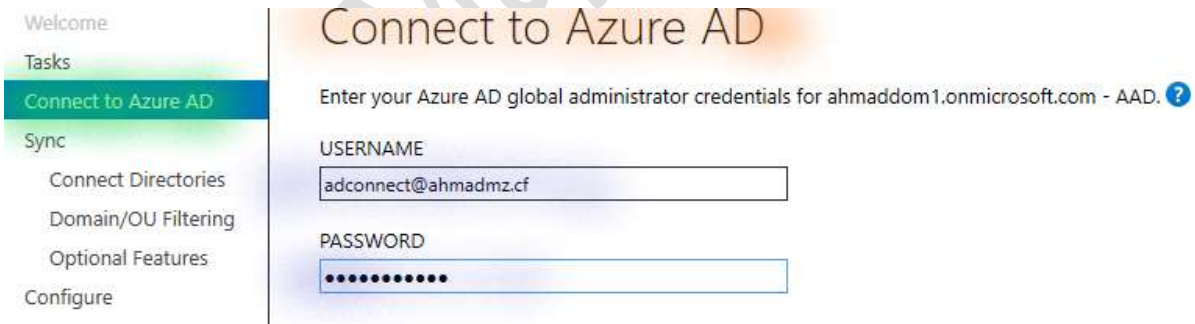 Welcome
Tasks
Connect to Azure AD
Sync
Connect Directories
Domain/OU Filtering
Optional Features
Configure
Connect to Azure AD
Enter your Azure AD global administrator credentials for ahmaddom1.onmicrosoft.com - AAD. ?
USERNAME
adconnect@ahmadmz.cf
PASSWORD
●●●●●●●●●●●